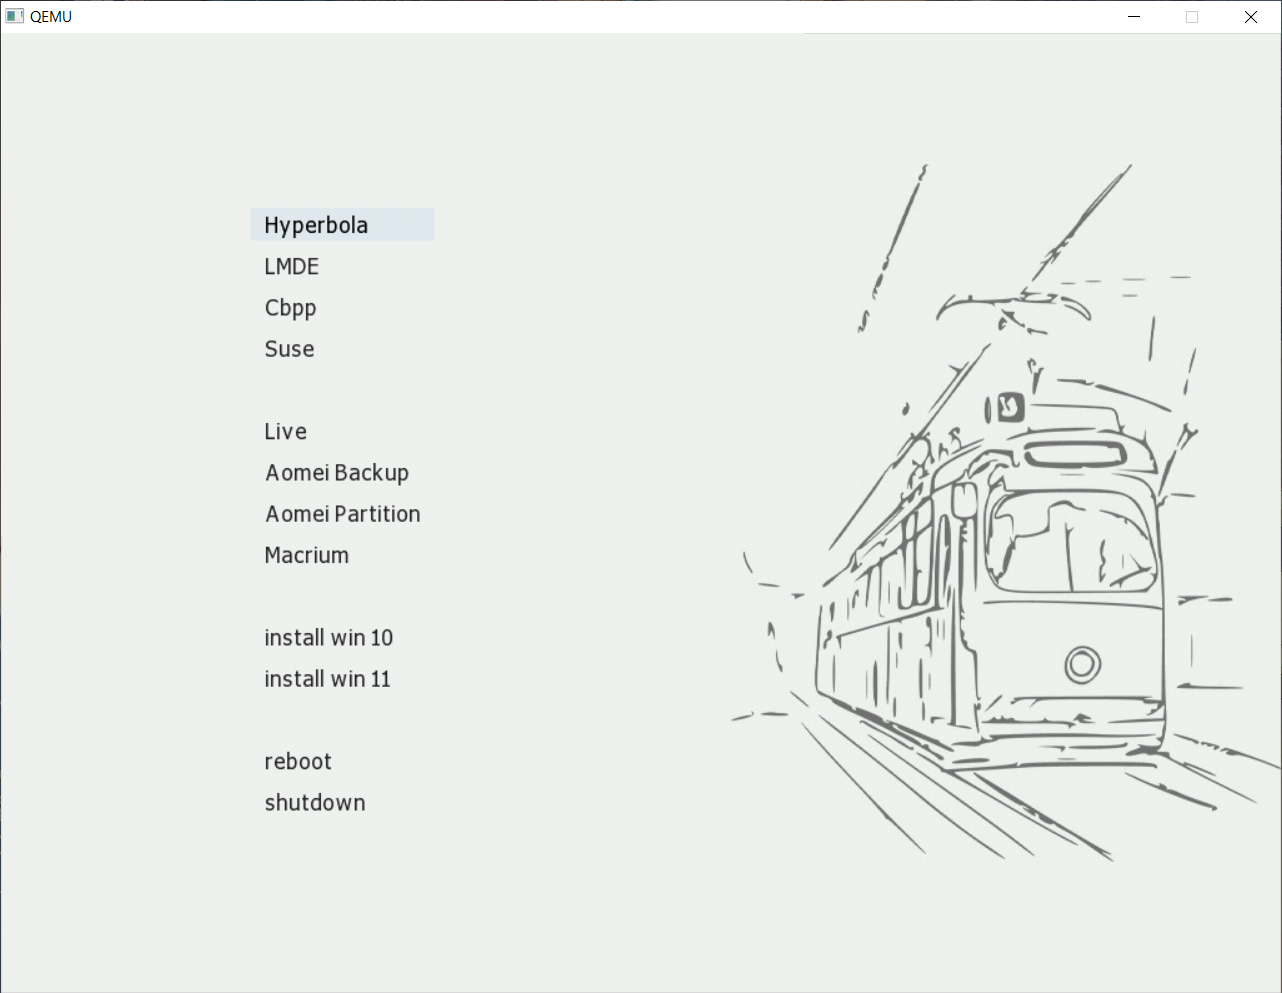 QEMU
Hyperbola
LMDE
Cbpp
Suse
Live
Aomei Backup
Aomei Partition
Macrium
install win 10
install win 11
reboot
shutdown